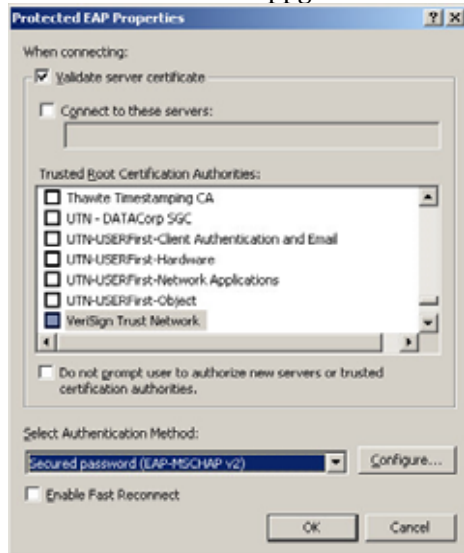 Protected EAP Properties
When connecting:
Validate server certificate
Connect to these servers:
Trusted Root Certification Authorities:
Thawte Timestamping CA
UTN - DATACorp SGC
UTN-USERFirst-Client Authentication and Email
UTN-USERFirst-Hardware
UTN-USERFirst-Network Applications
UTN-USERFirst-Object
VeriSign Trust Network
Do not prompt user to authorize new servers or trusted
certification authorities.
Select Authentication Method:
Secured password (EAP-MSCHAP v2)
Configure...
Enable Fast Reconnect
OK
Cancel